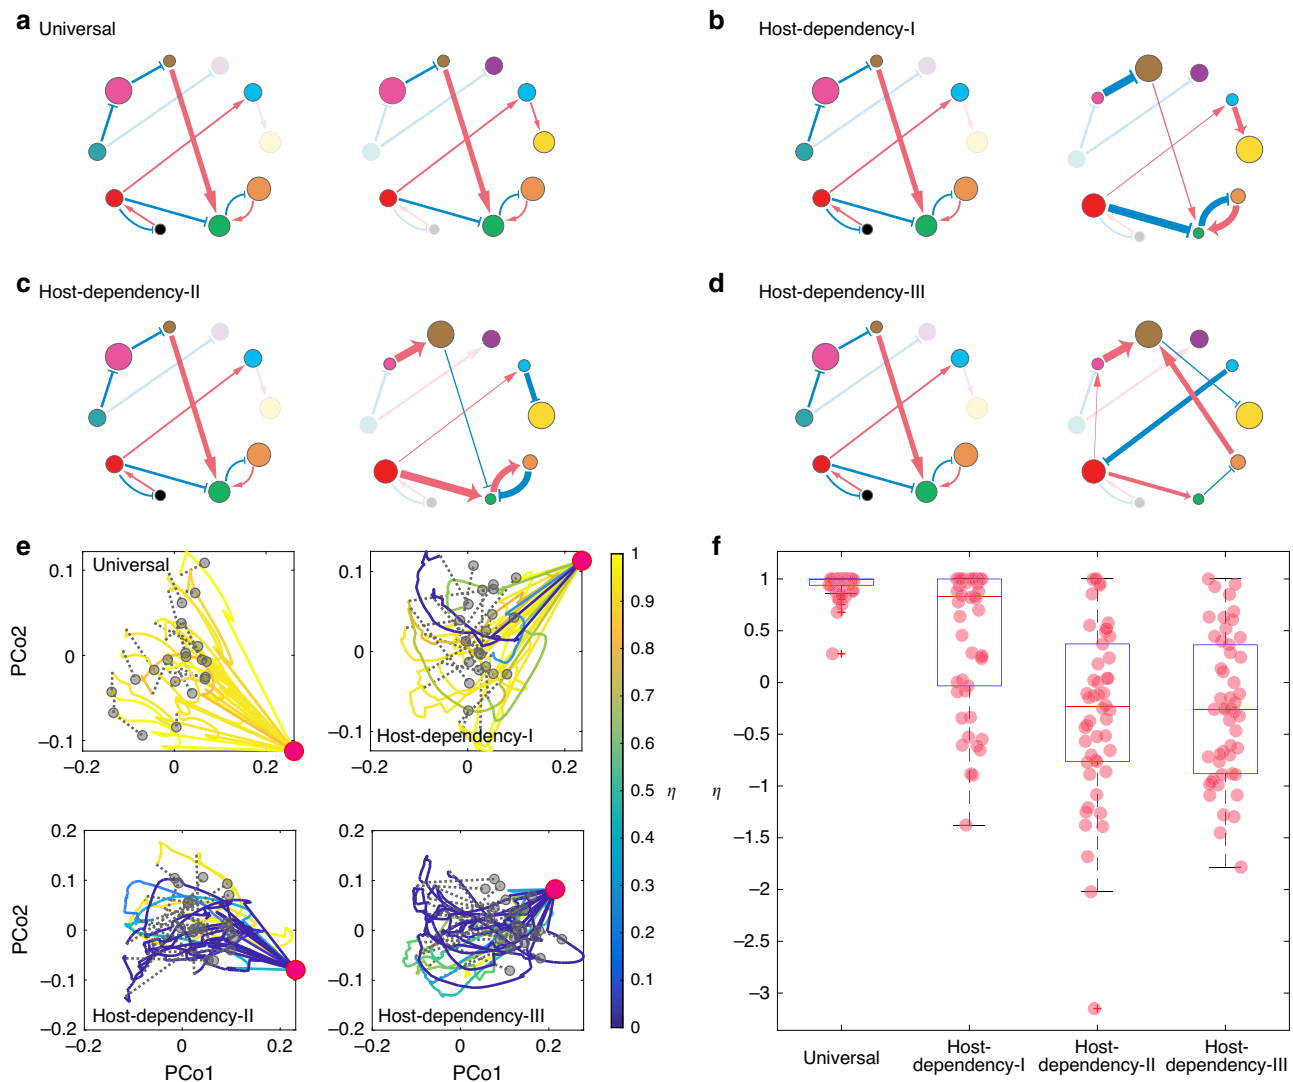 a
Universal
b
Host-dependency-I
c
Host-dependency-II
d
Host-dependency-III
e
Universal
0.1
0
−0.1
−0.2
−0.1
0
0.2
PCo2
Host-dependency-I
0.1
0
−0.1
−0.2
0
0.2
1
0.9
0.8
0.7
0.6
0.5
0.4
0.3
0.2
0.1
0
η
Host-dependency-II
0.2
0.1
0
−0.1
−0.2
−0.2
0
0.2
PCo2
PCo1
Host-dependency-III
0.2
0.1
0
−0.1
−0.2
−0.2
0
0.2
PCo1
f
η
1
0.5
0
−0.5
−1
−1.5
−2
−2.5
−3
Universal
Host-
dependency-I
Host-
dependency-II
Host-
dependency-III